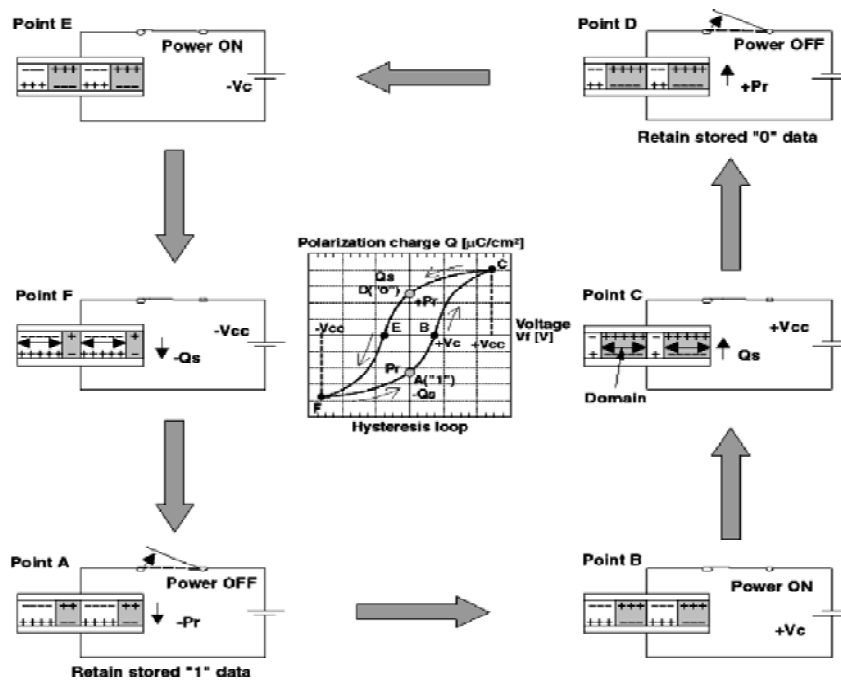 Point E
Power ON
--- +++ --- +++
+++ --- +++ ---
-Vc
Point D
Power OFF
-- ++++ -- ++++
++ ---- ++ ----
+Pr
Retain stored "0" data
Polarization charge Q [μC/cm²]
C
Qs
D("0")
+Pr
-Vcc
E
B
+Vc
+Vcc
Voltage
Vf [V]
Pr
A("1")
-Qs
F
Hysteresis loop
Point F
-Vcc
-Qs
Point C
+Vcc
Qs
Domain
Point A
Power OFF
---- ++ ---- ++
++++ -- ++++ --
-Pr
Retain stored "1" data
Point B
Power ON
--- +++ --- +++
+++ --- +++ ---
+Vc